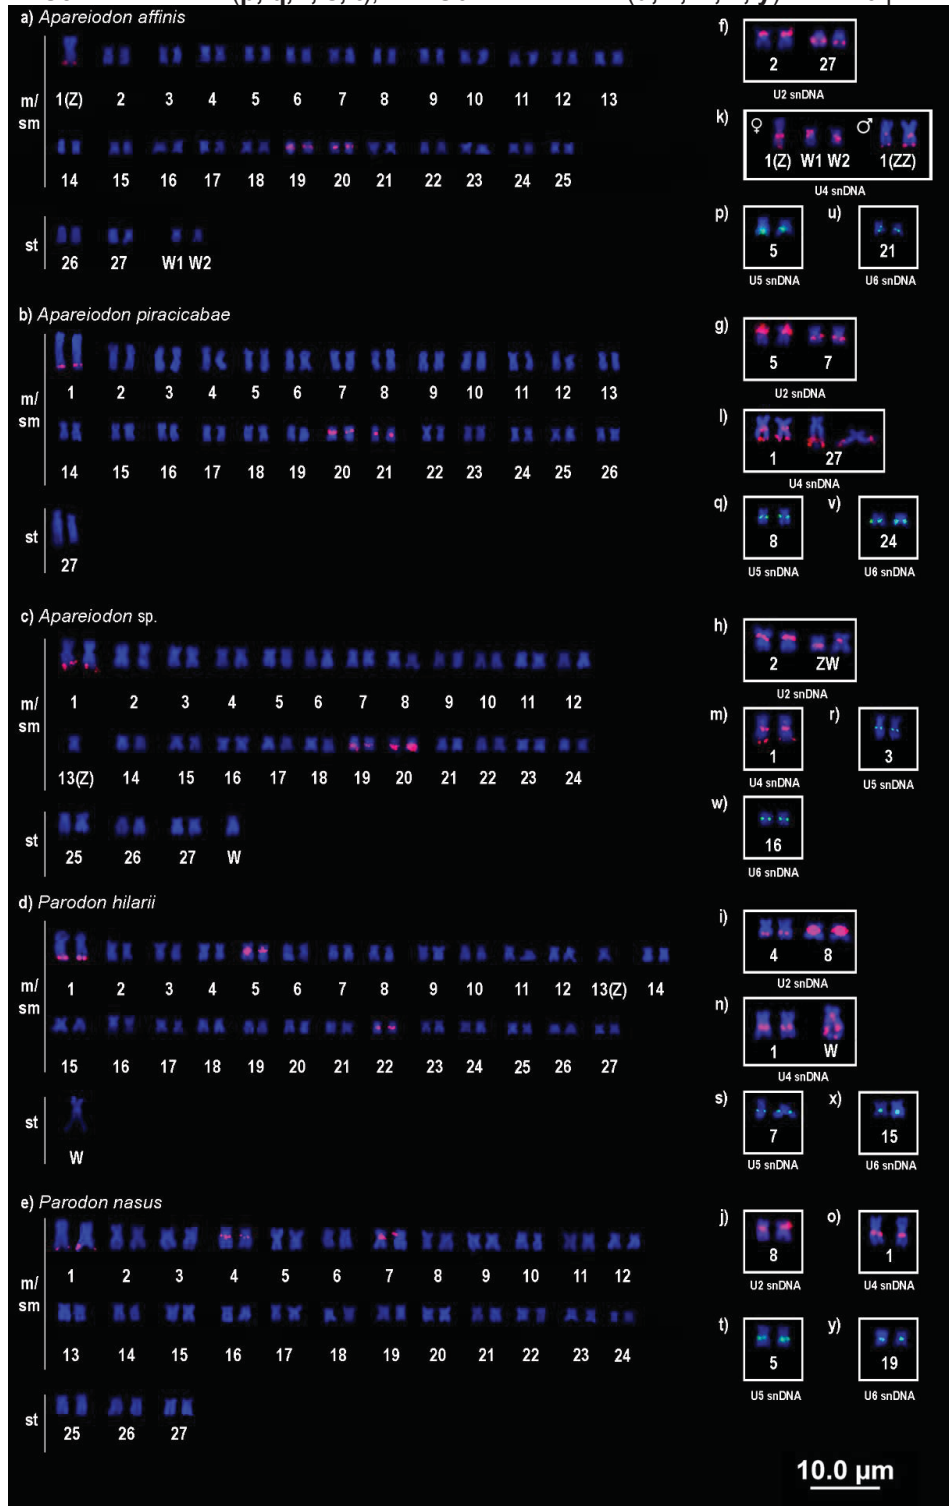 a) Apareiodon affinis
m/
sm
1(Z) 2 3 4 5 6 7 8 9 10 11 12 13
14 15 16 17 18 19 20 21 22 23 24 25
st
26 27 W1 W2
f)
2 27
U2 snDNA
k)
♀ ♂
1(Z) W1 W2 1(ZZ)
U4 snDNA
p) u)
5 21
U5 snDNA U6 snDNA
b) Apareiodon piracicabae
m/
sm
1 2 3 4 5 6 7 8 9 10 11 12 13
14 15 16 17 18 19 20 21 22 23 24 25 26
st
27
g)
5 7
U2 snDNA
l)
1 27
U4 snDNA
q) v)
8 24
U5 snDNA U6 snDNA
c) Apareiodon sp.
m/
sm
1 2 3 4 5 6 7 8 9 10 11 12
13(Z) 14 15 16 17 18 19 20 21 22 23 24
st
25 26 27 W
h)
2 ZW
U2 snDNA
m) r)
1 3
U4 snDNA U5 snDNA
w)
16
U6 snDNA
d) Parodon hilarii
m/
sm
1 2 3 4 5 6 7 8 9 10 11 12 13(Z) 14
15 16 17 18 19 20 21 22 23 24 25 26 27
st
W
i)
4 8
U2 snDNA
n)
1 W
U4 snDNA
s) x)
7 15
U5 snDNA U6 snDNA
e) Parodon nasus
m/
sm
1 2 3 4 5 6 7 8 9 10 11 12
13 14 15 16 17 18 19 20 21 22 23 24
st
25 26 27
j) o)
8 1
U2 snDNA U4 snDNA
t) y)
5 19
U5 snDNA U6 snDNA
10.0 µm